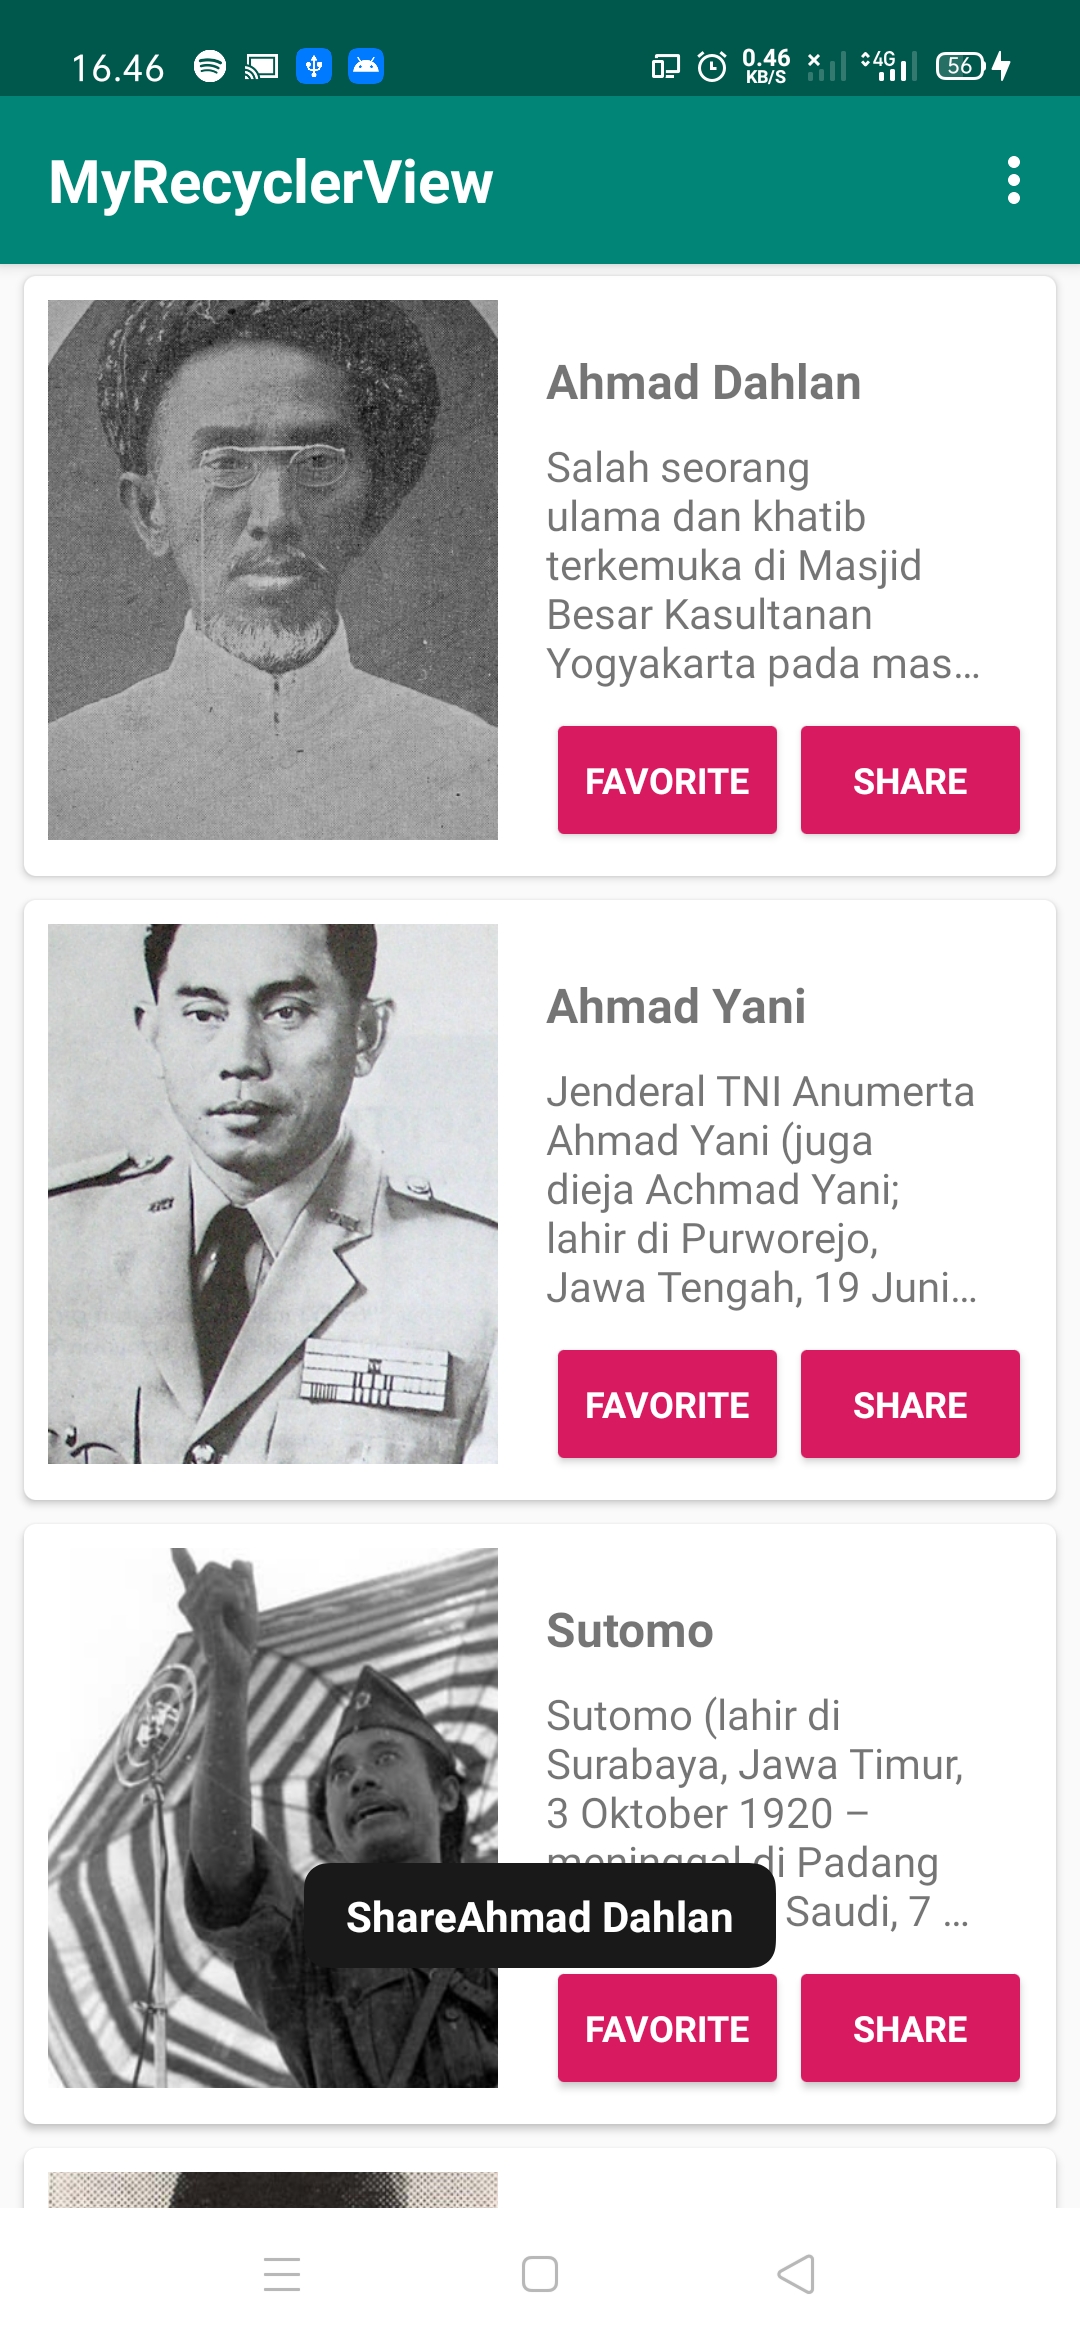 16.46
0.46
KB/S
4G
56
MyRecyclerView
Ahmad Dahlan
Salah seorang
ulama dan khatib
terkemuka di Masjid
Besar Kasultanan
Yogyakarta pada mas...
FAVORITE
SHARE
Ahmad Yani
Jenderal TNI Anumerta
Ahmad Yani (juga
dieja Achmad Yani;
lahir di Purworejo,
Jawa Tengah, 19 Juni...
FAVORITE
SHARE
Sutomo
Sutomo (lahir di
Surabaya, Jawa Timur,
3 Oktober 1920 –
meninggal di Padang
Saudi, 7 ...
ShareAhmad Dahlan
FAVORITE
SHARE